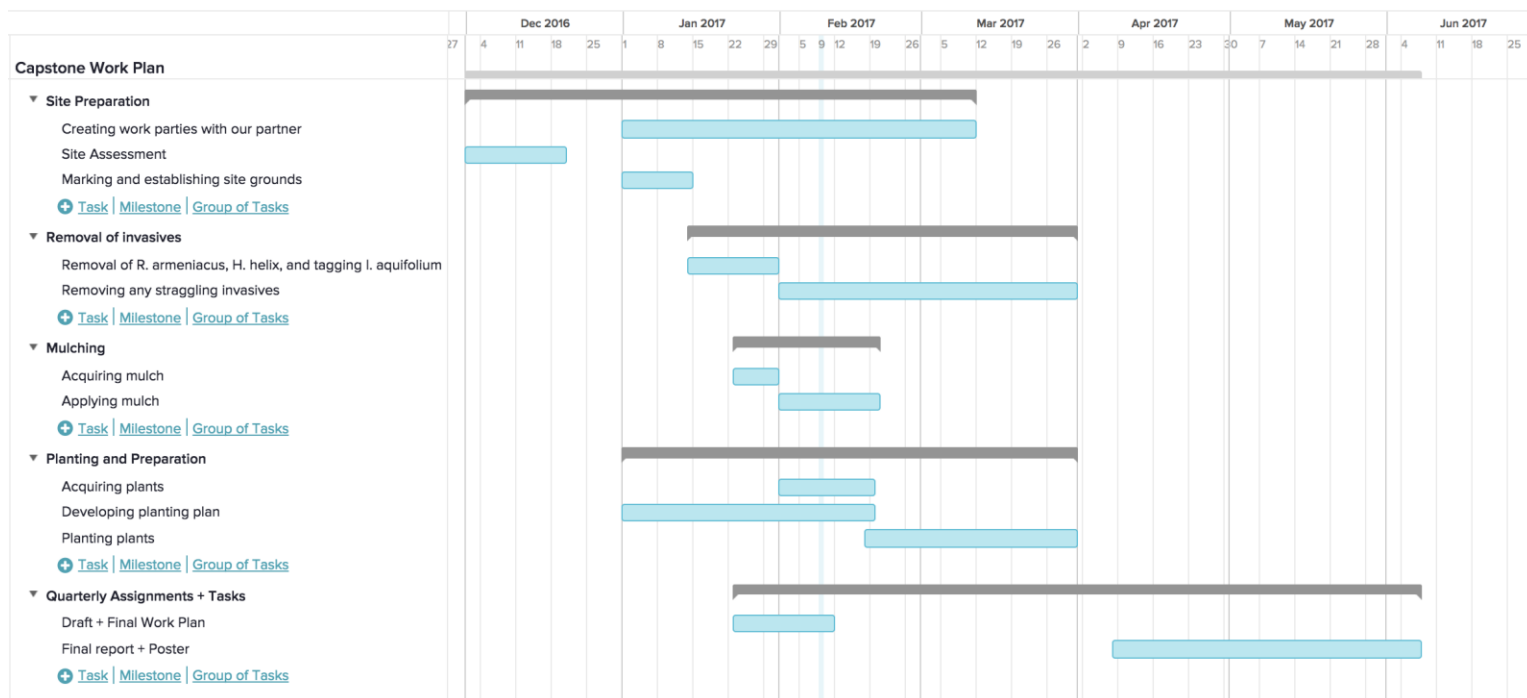 Dec 2016 Jan 2017 Feb 2017 Mar 2017 Apr 2017 May 2017 Jun 2017
27 4 11 18 25 1 8 15 22 29 5 9 12 19 26 5 12 19 26 2 9 16 23 30 7 14 21 28 4 11 18 25
Capstone Work Plan
Site Preparation
Creating work parties with our partner
Site Assessment
Marking and establishing site grounds
Task | Milestone | Group of Tasks
Removal of invasives
Removal of R. armeniacus, H. helix, and tagging I. aquifolium
Removing any straggling invasives
Task | Milestone | Group of Tasks
Mulching
Acquiring mulch
Applying mulch
Task | Milestone | Group of Tasks
Planting and Preparation
Acquiring plants
Developing planting plan
Planting plants
Task | Milestone | Group of Tasks
Quarterly Assignments + Tasks
Draft + Final Work Plan
Final report + Poster
Task | Milestone | Group of Tasks